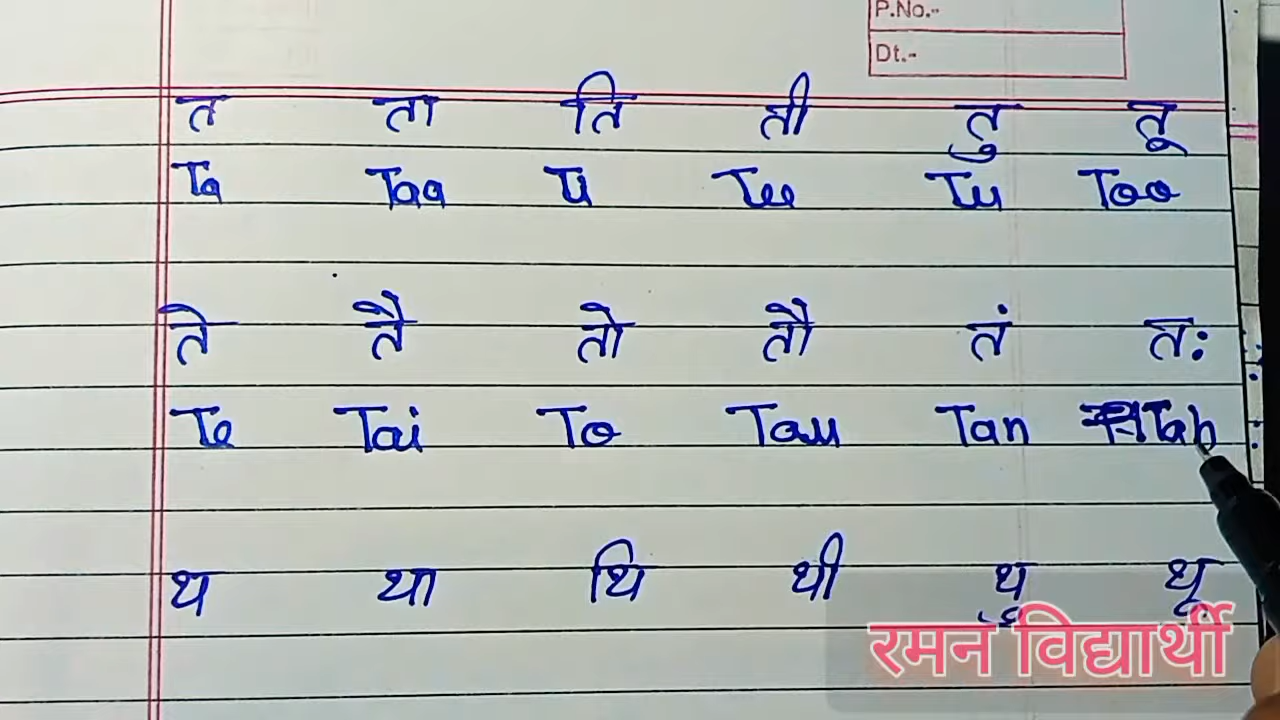 P.No.-
Dt.-
त ता ति ती तु तू
Ta Taa Ti Tee Tu Too
ते तै तो तौ तं तः
Te Tai To Tau Tan Tah
थ था थि थी थु थू
रमन विद्यार्थी